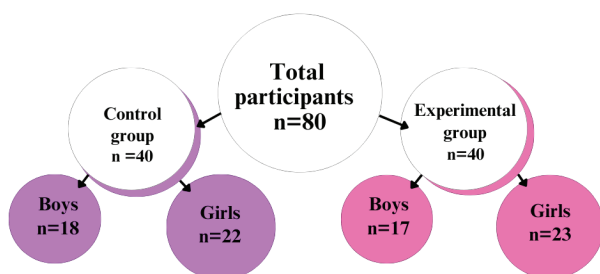 Total
participants
n=80
Control
group
n =40
Experimental
group
n=40
Boys
n=18
Girls
n=22
Boys
n=17
Girls
n=23